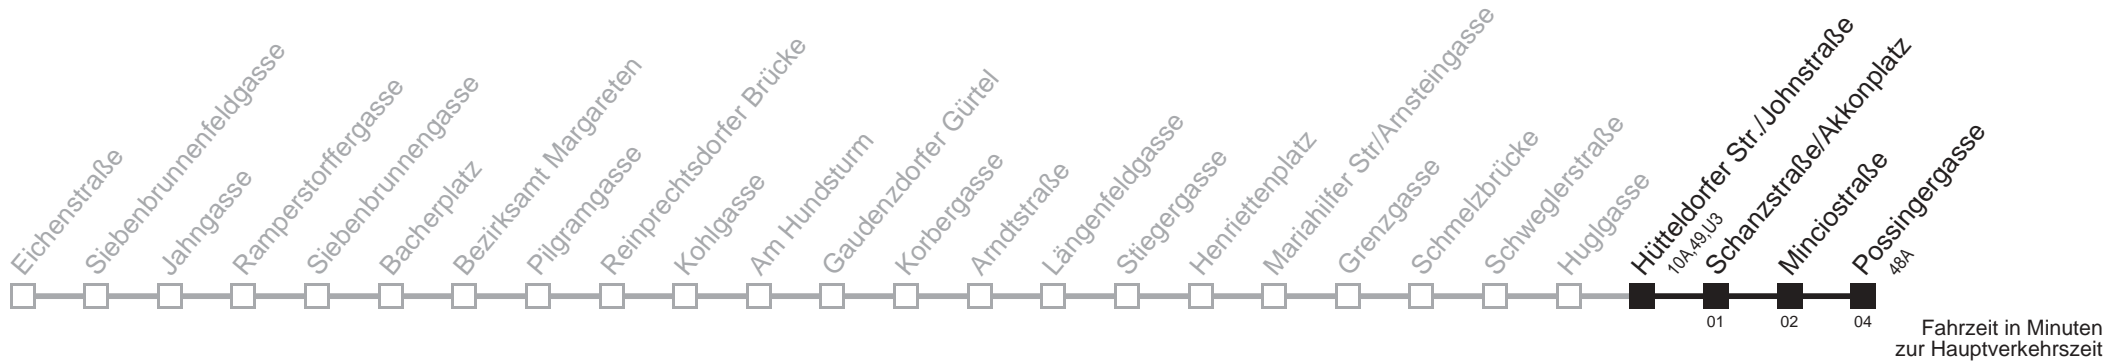 Eichenstraße
Siebenbrunnenfeldgasse
Jahngasse
Ramperstoffergasse
Siebenbrunnengasse
Bacherplatz
Bezirksamt Margareten
Pilgramgasse
Reinprechtsdorfer Brücke
Kohlgasse
Am Hundsturm
Gaudenzdorfer Gürtel
Korbergasse
Arndtstraße
Längenfeldgasse
Stiegergasse
Henriettenplatz
Mariahilfer Str/Arnsteingasse
Grenzgasse
Schmelzbrücke
Schweglerstraße
Huglgasse
Hütteldorfer Str./Johnstraße
10A,49,U3
Schanzstraße/Akkonplatz
Minciostraße
Possingergasse
48A
01
02
04
Fahrzeit in Minuten
zur Hauptverkehrszeit